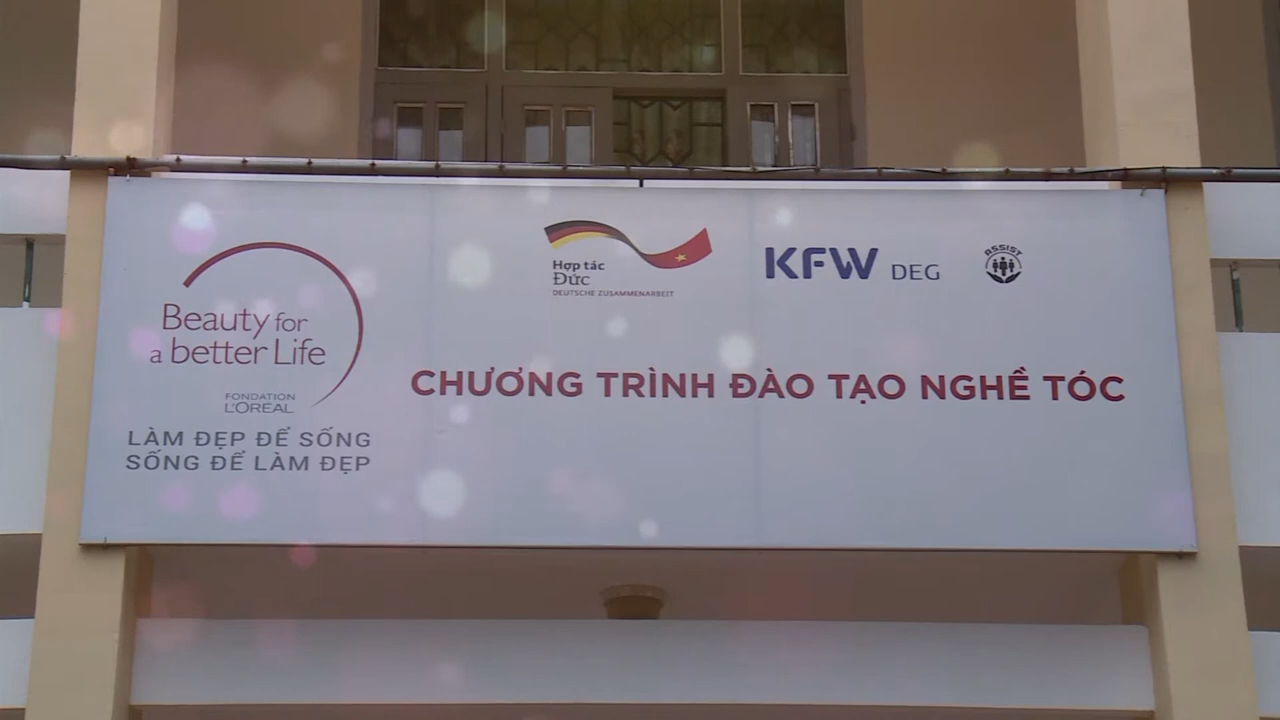 Beauty for
a better Life
FONDATION
L'ORÉAL
LÀM ĐẸP ĐỂ SỐNG
SỐNG ĐỂ LÀM ĐẸP
Hợp tác
Đức
DEUTSCHE ZUSAMMENARBEIT
KFW DEG
ASSIST
CHƯƠNG TRÌNH ĐÀO TẠO NGHỀ TÓC